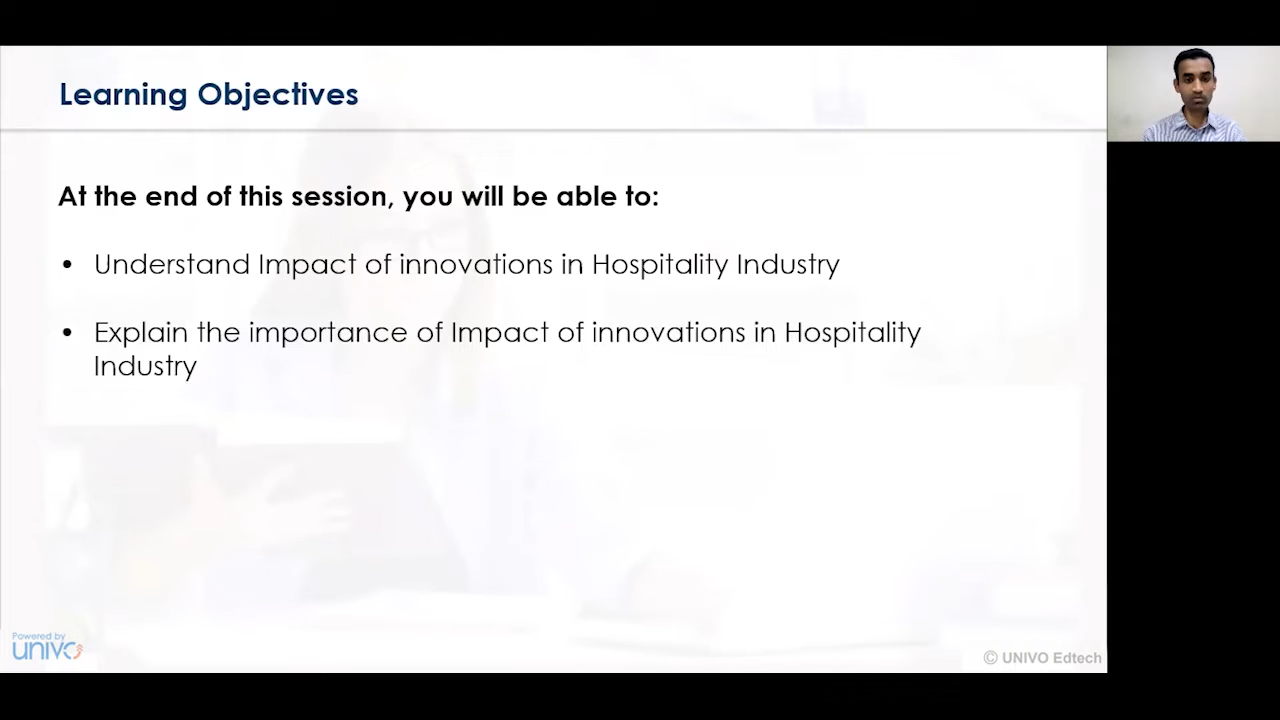 Learning Objectives
At the end of this session, you will be able to:
• Understand Impact of innovations in Hospitality Industry
• Explain the importance of Impact of innovations in Hospitality
Industry
Powered by
univo
© UNIVO Edtech